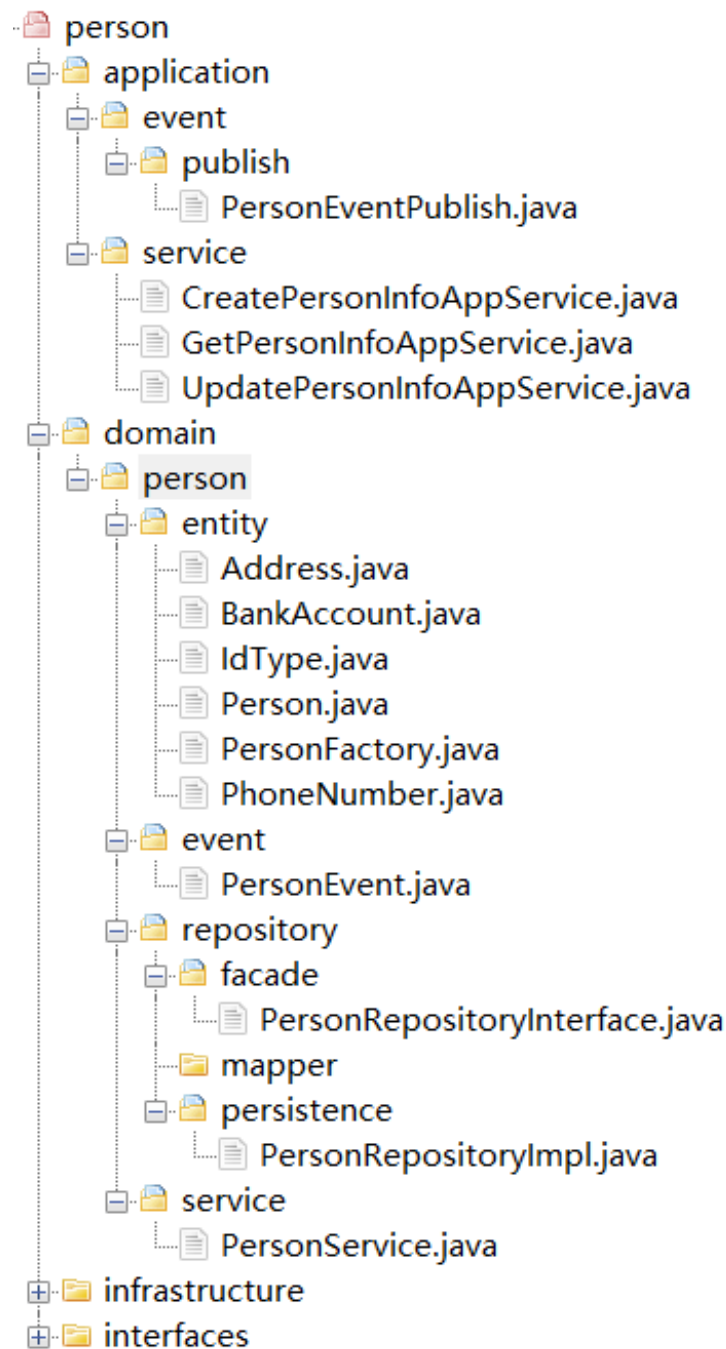 person
application
event
publish
PersonEventPublish.java
service
CreatePersonInfoAppService.java
GetPersonInfoAppService.java
UpdatePersonInfoAppService.java
domain
person
entity
Address.java
BankAccount.java
IdType.java
Person.java
PersonFactory.java
PhoneNumber.java
event
PersonEvent.java
repository
facade
PersonRepositoryInterface.java
mapper
persistence
PersonRepositoryImpl.java
service
PersonService.java
infrastructure
interfaces